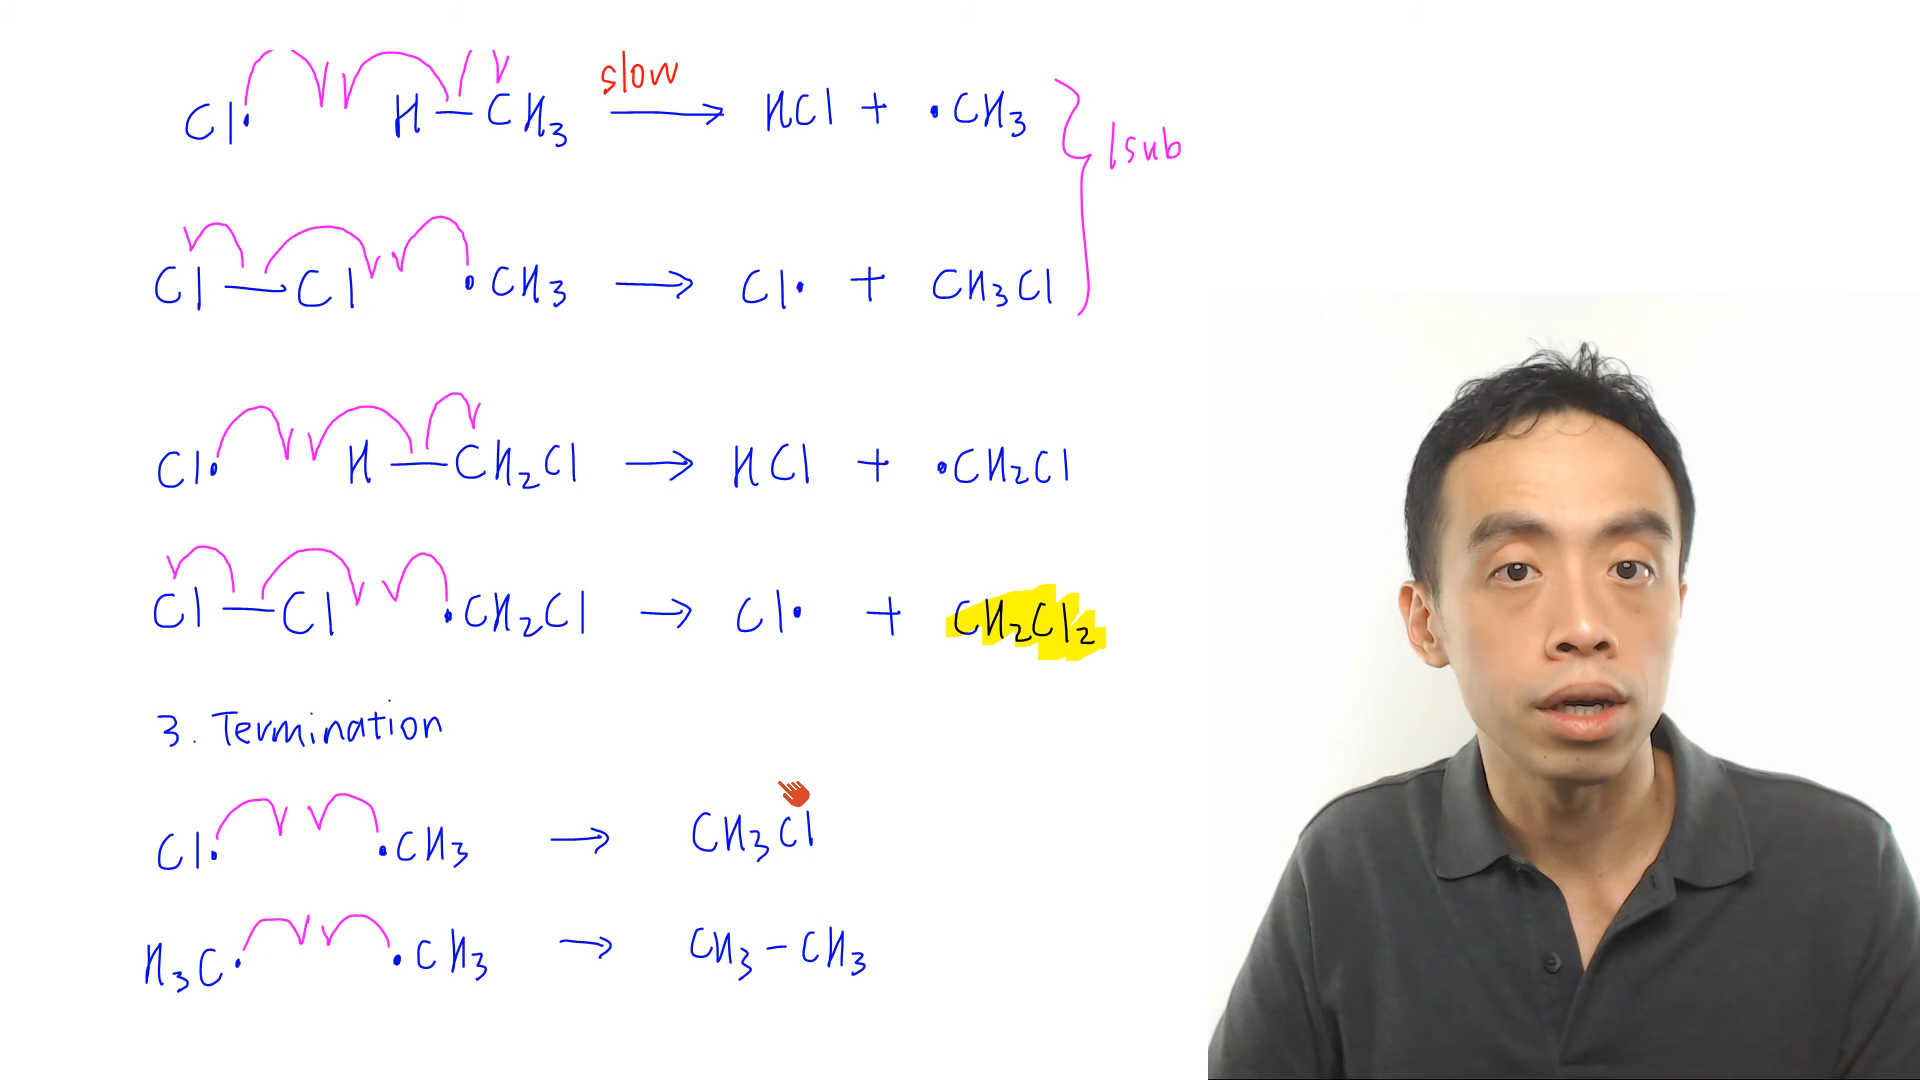 Cl· H–CH₃ slow → HCl + ·CH₃
1sub
Cl–Cl ·CH₃ → Cl· + CH₃Cl
Cl· H–CH₂Cl → HCl + ·CH₂Cl
Cl–Cl ·CH₂Cl → Cl· + CH₂Cl₂
3. Termination
Cl· ·CH₃ → CH₃Cl
H₃C· ·CH₃ → CH₃–CH₃